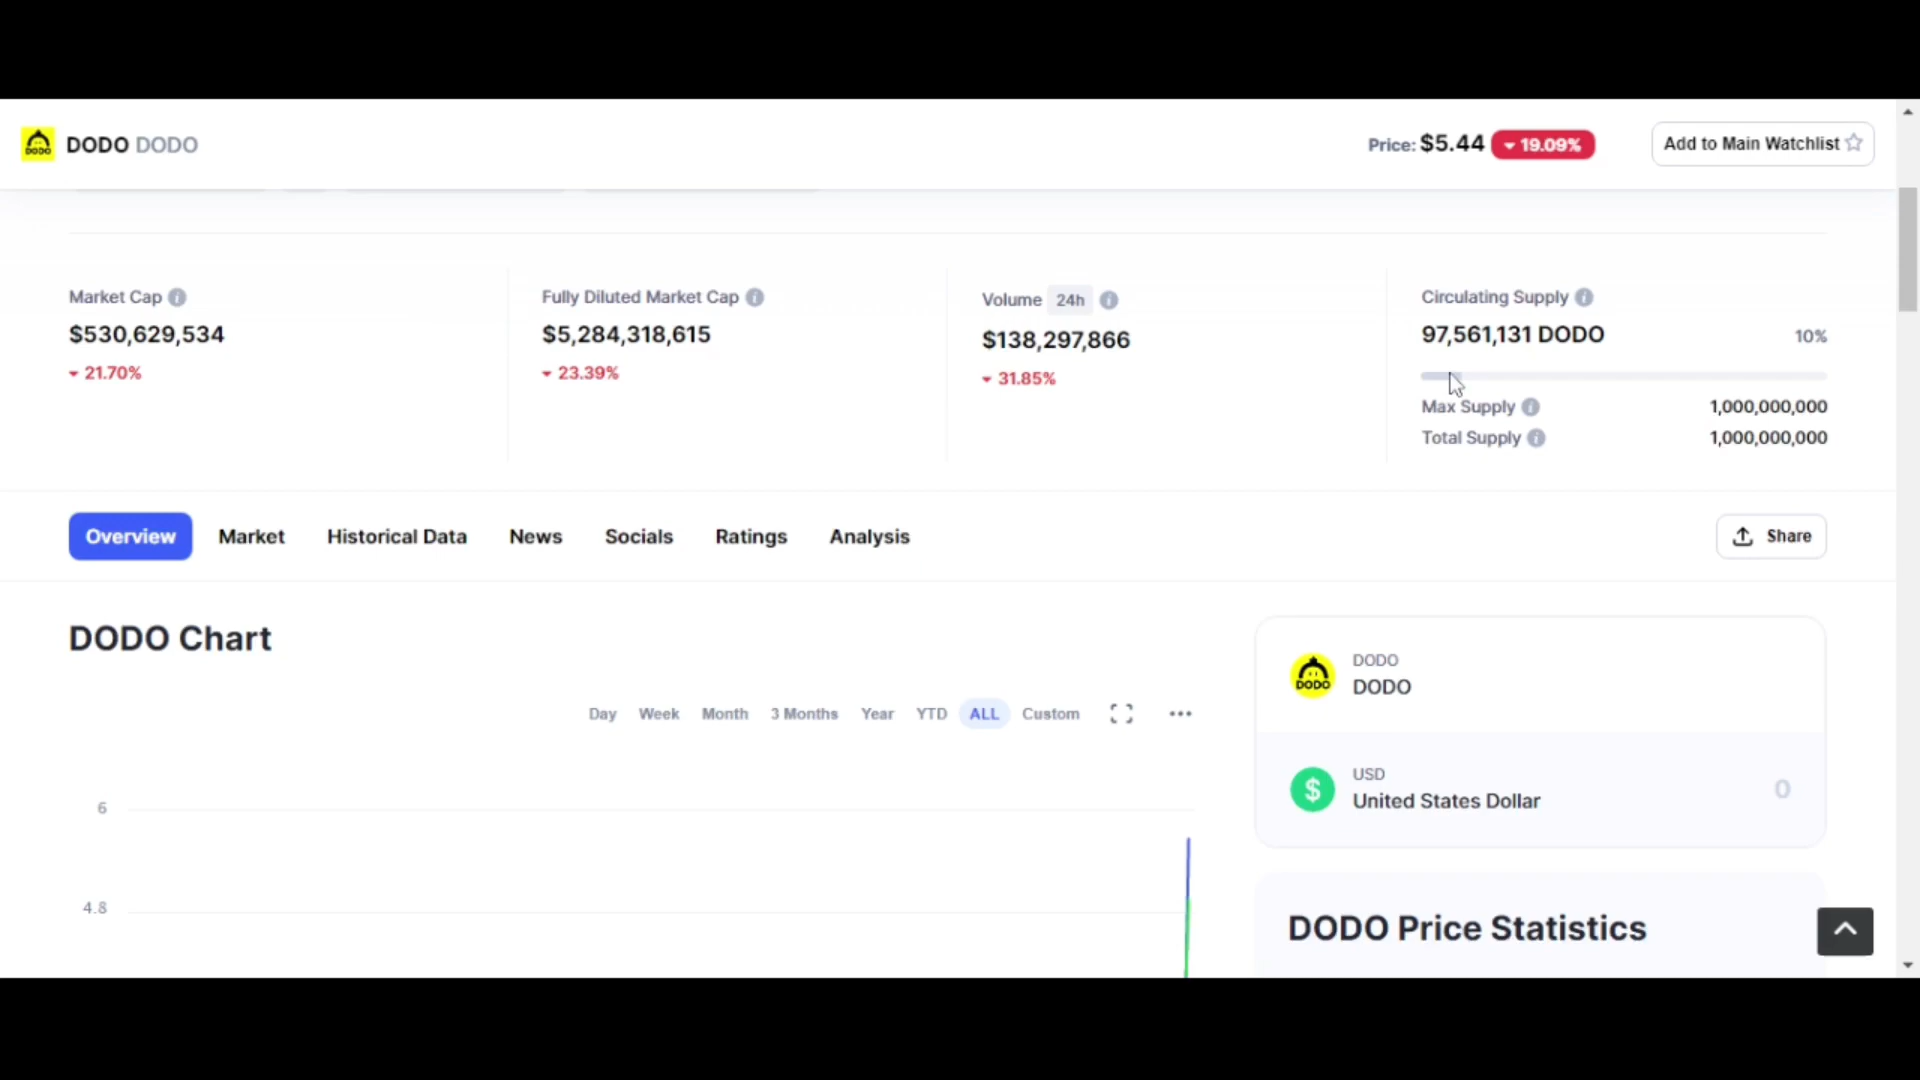 DODO DODO DODO
Price: $5.44 19.09%
Add to Main Watchlist
Market Cap
$530,629,534
21.70%
Fully Diluted Market Cap
$5,284,318,615
23.39%
Volume 24h
$138,297,866
31.85%
Circulating Supply
97,561,131 DODO 10%
Max Supply 1,000,000,000
Total Supply 1,000,000,000
Overview Market Historical Data News Socials Ratings Analysis
Share
DODO Chart
Day Week Month 3 Months Year YTD ALL Custom
6
4.8
DODO
DODO
DODO
$
USD
United States Dollar
0
DODO Price Statistics